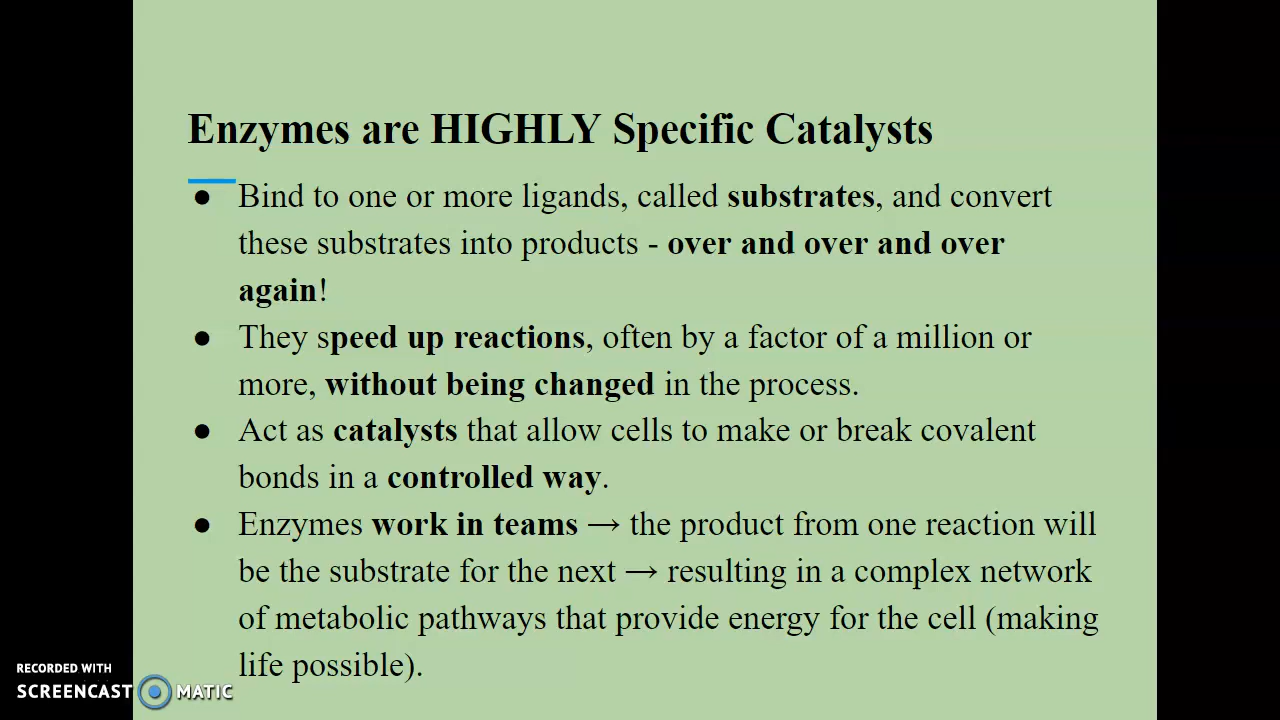 Enzymes are HIGHLY Specific Catalysts
● Bind to one or more ligands, called substrates, and convert
these substrates into products - over and over and over
again!
● They speed up reactions, often by a factor of a million or
more, without being changed in the process.
● Act as catalysts that allow cells to make or break covalent
bonds in a controlled way.
● Enzymes work in teams → the product from one reaction will
be the substrate for the next → resulting in a complex network
of metabolic pathways that provide energy for the cell (making
life possible).
RECORDED WITH
SCREENCAST MATIC